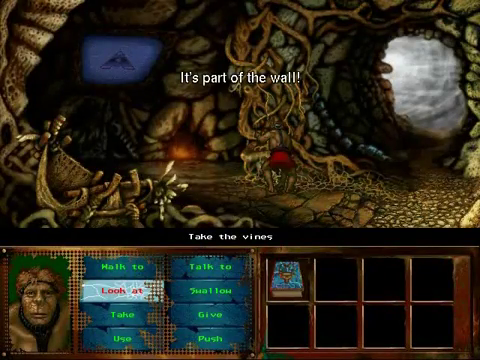 It's part of the wall!
Take the vines
Walk to
Talk to
Look at
Swallow
Take
Give
Use
Push